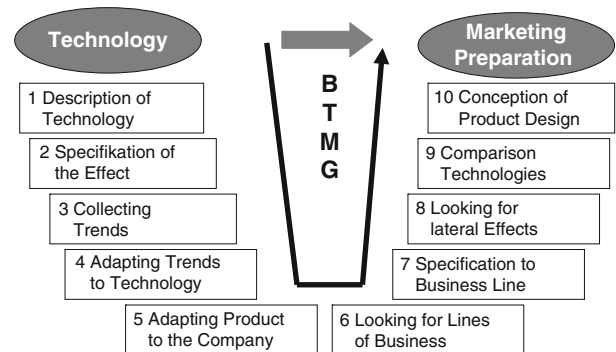 Technology
Marketing
Preparation
B
T
M
G
1 Description of
Technology
2 Specifikation of
the Effect
3 Collecting
Trends
4 Adapting Trends
to Technology
5 Adapting Product
to the Company
6 Looking for Lines
of Business
7 Specification to
Business Line
8 Looking for
lateral Effects
9 Comparison
Technologies
10 Conception of
Product Design